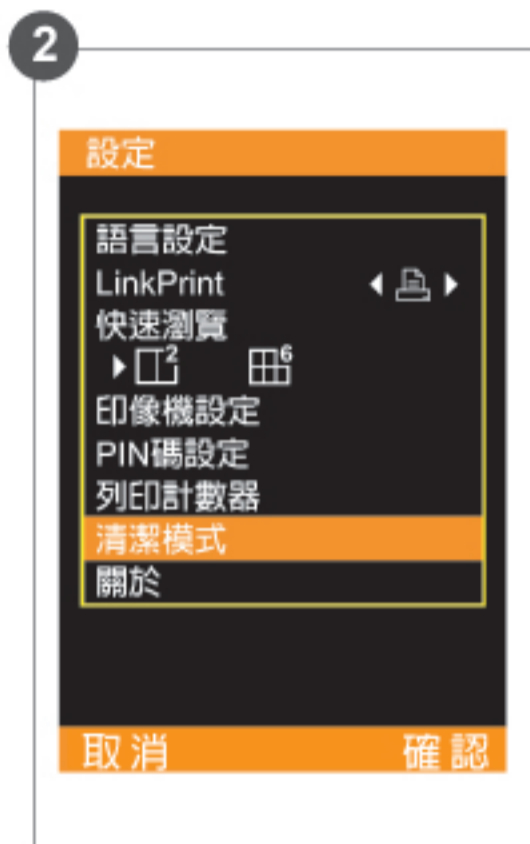 2
設定
語言設定
LinkPrint
快速瀏覽
2 6
印像機設定
PIN碼設定
列印計數器
清潔模式
關於
取消 確認